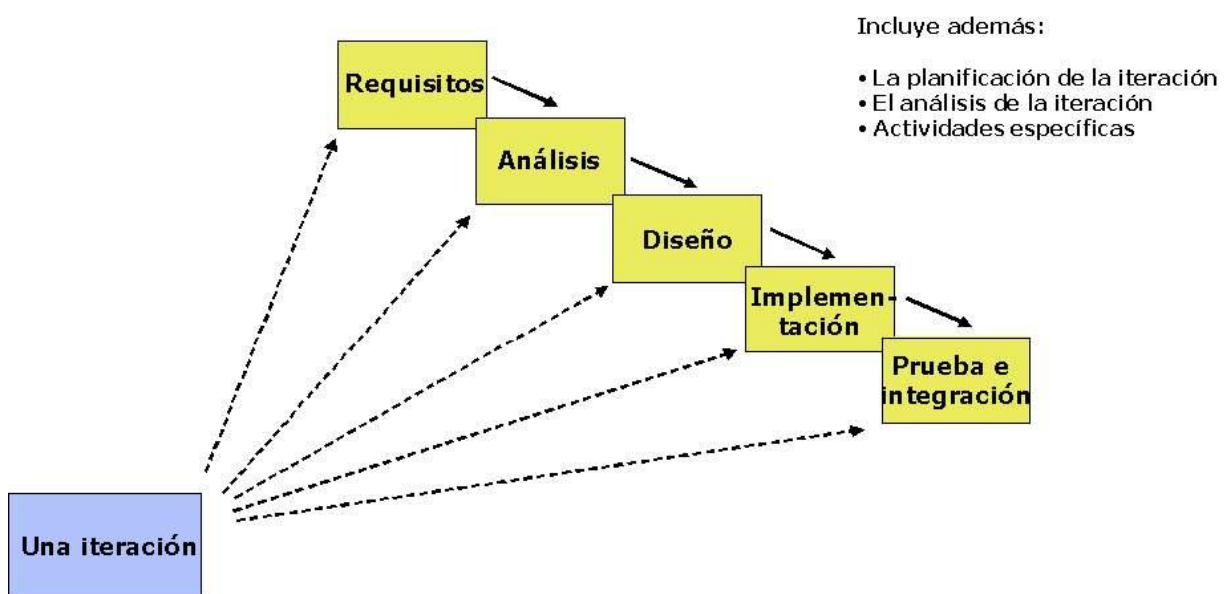 Incluye además:
• La planificación de la iteración
• El análisis de la iteración
• Actividades específicas
Requisitos
Análisis
Diseño
Implemen-
tación
Prueba e
integración
Una iteración